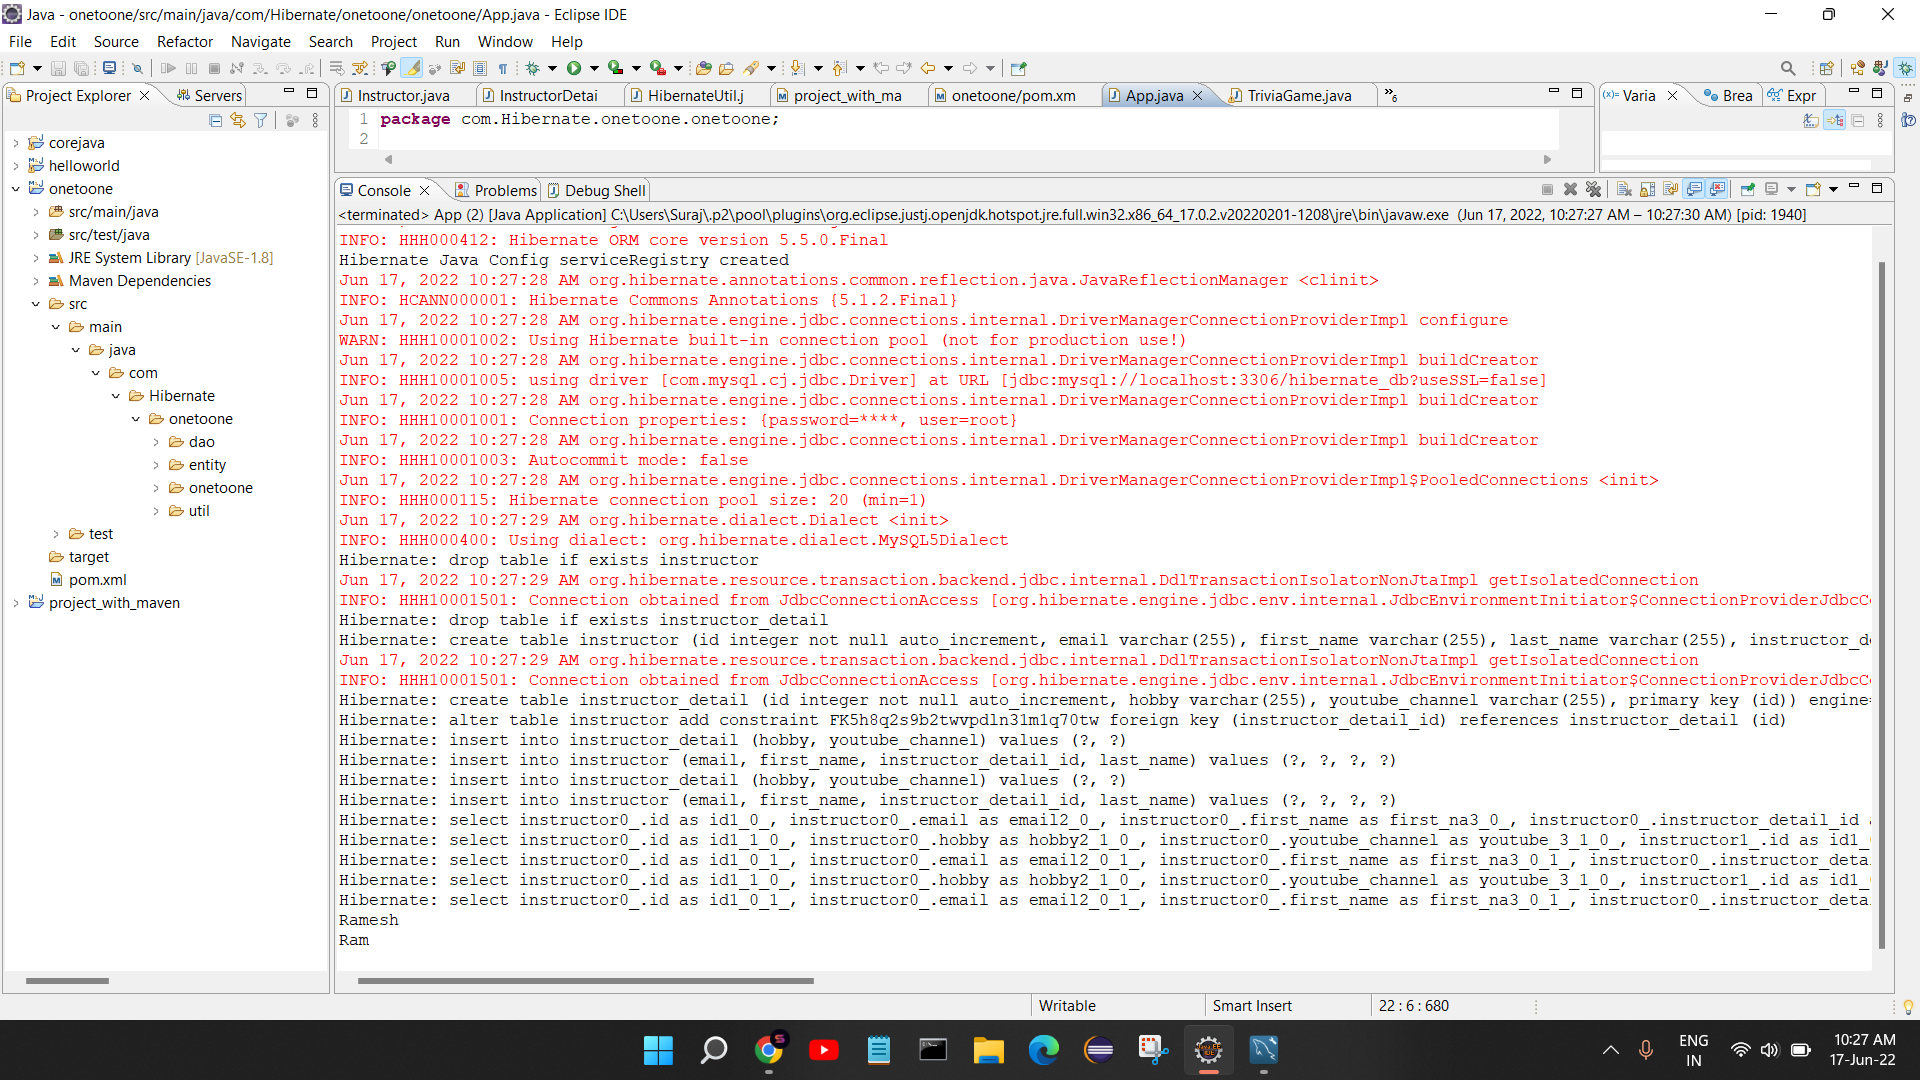 Java - onetoone/src/main/java/com/Hibernate/onetoone/onetoone/App.java - Eclipse IDE
File Edit Source Refactor Navigate Search Project Run Window Help
Project Explorer Servers
corejava
helloworld
onetoone
src/main/java
src/test/java
JRE System Library [JavaSE-1.8]
Maven Dependencies
src
main
java
com
Hibernate
onetoone
dao
entity
onetoone
util
test
target
pom.xml
project_with_maven
Instructor.java InstructorDetai HibernateUtil.j project_with_ma onetoone/pom.xm App.java TriviaGame.java »6
1 package com.Hibernate.onetoone.onetoone;
2
(x)= Varia Brea Expr
Console Problems Debug Shell
<terminated> App (2) [Java Application] C:\Users\Suraj\.p2\pool\plugins\org.eclipse.justj.openjdk.hotspot.jre.full.win32.x86_64_17.0.2.v20220201-1208\jre\bin\javaw.exe (Jun 17, 2022, 10:27:27 AM – 10:27:30 AM) [pid: 1940]
INFO: HHH000412: Hibernate ORM core version 5.5.0.Final
Hibernate Java Config serviceRegistry created
Jun 17, 2022 10:27:28 AM org.hibernate.annotations.common.reflection.java.JavaReflectionManager <clinit>
INFO: HCANN000001: Hibernate Commons Annotations {5.1.2.Final}
Jun 17, 2022 10:27:28 AM org.hibernate.engine.jdbc.connections.internal.DriverManagerConnectionProviderImpl configure
WARN: HHH10001002: Using Hibernate built-in connection pool (not for production use!)
Jun 17, 2022 10:27:28 AM org.hibernate.engine.jdbc.connections.internal.DriverManagerConnectionProviderImpl buildCreator
INFO: HHH10001005: using driver [com.mysql.cj.jdbc.Driver] at URL [jdbc:mysql://localhost:3306/hibernate_db?useSSL=false]
Jun 17, 2022 10:27:28 AM org.hibernate.engine.jdbc.connections.internal.DriverManagerConnectionProviderImpl buildCreator
INFO: HHH10001001: Connection properties: {password=****, user=root}
Jun 17, 2022 10:27:28 AM org.hibernate.engine.jdbc.connections.internal.DriverManagerConnectionProviderImpl buildCreator
INFO: HHH10001003: Autocommit mode: false
Jun 17, 2022 10:27:28 AM org.hibernate.engine.jdbc.connections.internal.DriverManagerConnectionProviderImpl$PooledConnections <init>
INFO: HHH000115: Hibernate connection pool size: 20 (min=1)
Jun 17, 2022 10:27:29 AM org.hibernate.dialect.Dialect <init>
INFO: HHH000400: Using dialect: org.hibernate.dialect.MySQL5Dialect
Hibernate: drop table if exists instructor
Jun 17, 2022 10:27:29 AM org.hibernate.resource.transaction.backend.jdbc.internal.DdlTransactionIsolatorNonJtaImpl getIsolatedConnection
INFO: HHH10001501: Connection obtained from JdbcConnectionAccess [org.hibernate.engine.jdbc.env.internal.JdbcEnvironmentInitiator$ConnectionProviderJdbcCo
Hibernate: drop table if exists instructor_detail
Hibernate: create table instructor (id integer not null auto_increment, email varchar(255), first_name varchar(255), last_name varchar(255), instructor_de
Jun 17, 2022 10:27:29 AM org.hibernate.resource.transaction.backend.jdbc.internal.DdlTransactionIsolatorNonJtaImpl getIsolatedConnection
INFO: HHH10001501: Connection obtained from JdbcConnectionAccess [org.hibernate.engine.jdbc.env.internal.JdbcEnvironmentInitiator$ConnectionProviderJdbcCo
Hibernate: create table instructor_detail (id integer not null auto_increment, hobby varchar(255), youtube_channel varchar(255), primary key (id)) engine=
Hibernate: alter table instructor add constraint FK5h8q2s9b2twvpdln31m1q70tw foreign key (instructor_detail_id) references instructor_detail (id)
Hibernate: insert into instructor_detail (hobby, youtube_channel) values (?, ?)
Hibernate: insert into instructor (email, first_name, instructor_detail_id, last_name) values (?, ?, ?, ?)
Hibernate: insert into instructor_detail (hobby, youtube_channel) values (?, ?)
Hibernate: insert into instructor (email, first_name, instructor_detail_id, last_name) values (?, ?, ?, ?)
Hibernate: select instructor0_.id as id1_0_, instructor0_.email as email2_0_, instructor0_.first_name as first_na3_0_, instructor0_.instructor_detail_id a
Hibernate: select instructor0_.id as id1_1_0_, instructor0_.hobby as hobby2_1_0_, instructor0_.youtube_channel as youtube_3_1_0_, instructor1_.id as id1_0
Hibernate: select instructor0_.id as id1_0_1_, instructor0_.email as email2_0_1_, instructor0_.first_name as first_na3_0_1_, instructor0_.instructor_deta
Hibernate: select instructor0_.id as id1_1_0_, instructor0_.hobby as hobby2_1_0_, instructor0_.youtube_channel as youtube_3_1_0_, instructor1_.id as id1_0
Hibernate: select instructor0_.id as id1_0_1_, instructor0_.email as email2_0_1_, instructor0_.first_name as first_na3_0_1_, instructor0_.instructor_deta
Ramesh
Ram
Writable Smart Insert 22 : 6 : 680
ENG
IN
10:27 AM
17-Jun-22